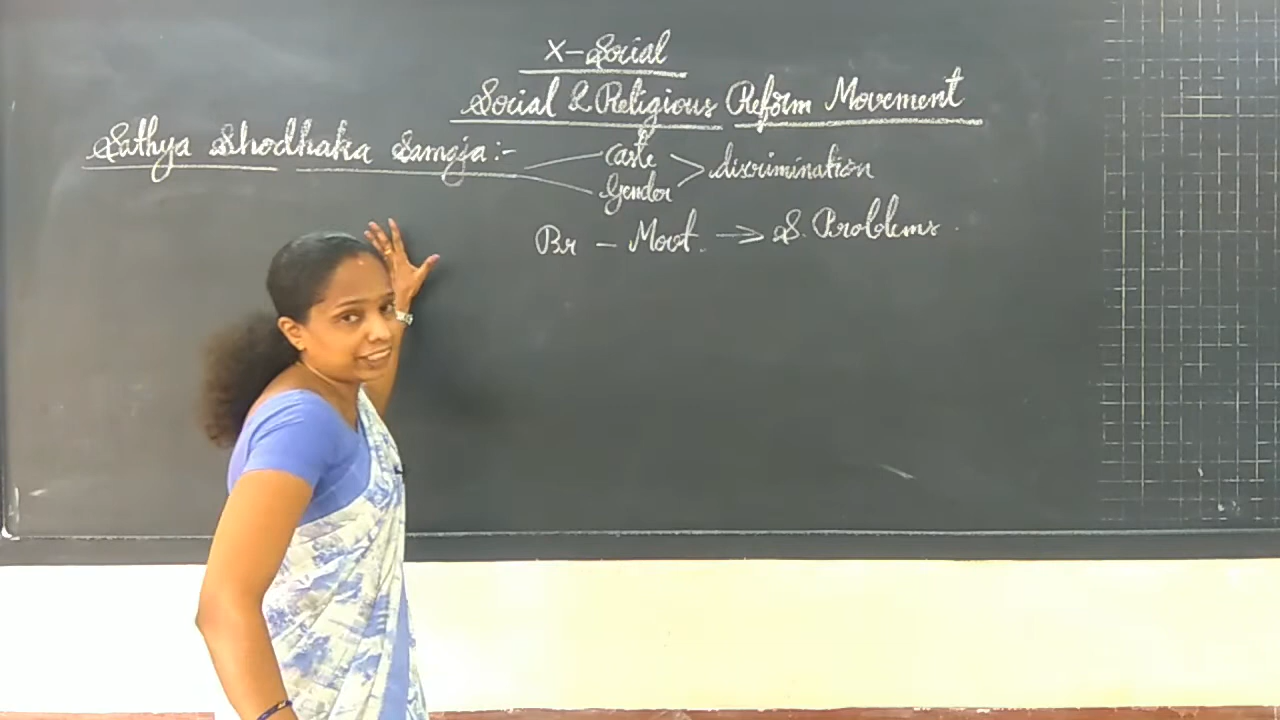 X-Social
Social & Religious Reform Movement
Sathya Shodhaka Samaja:-
Caste
Gender
discrimination
Br - Movt. → S. Problems.